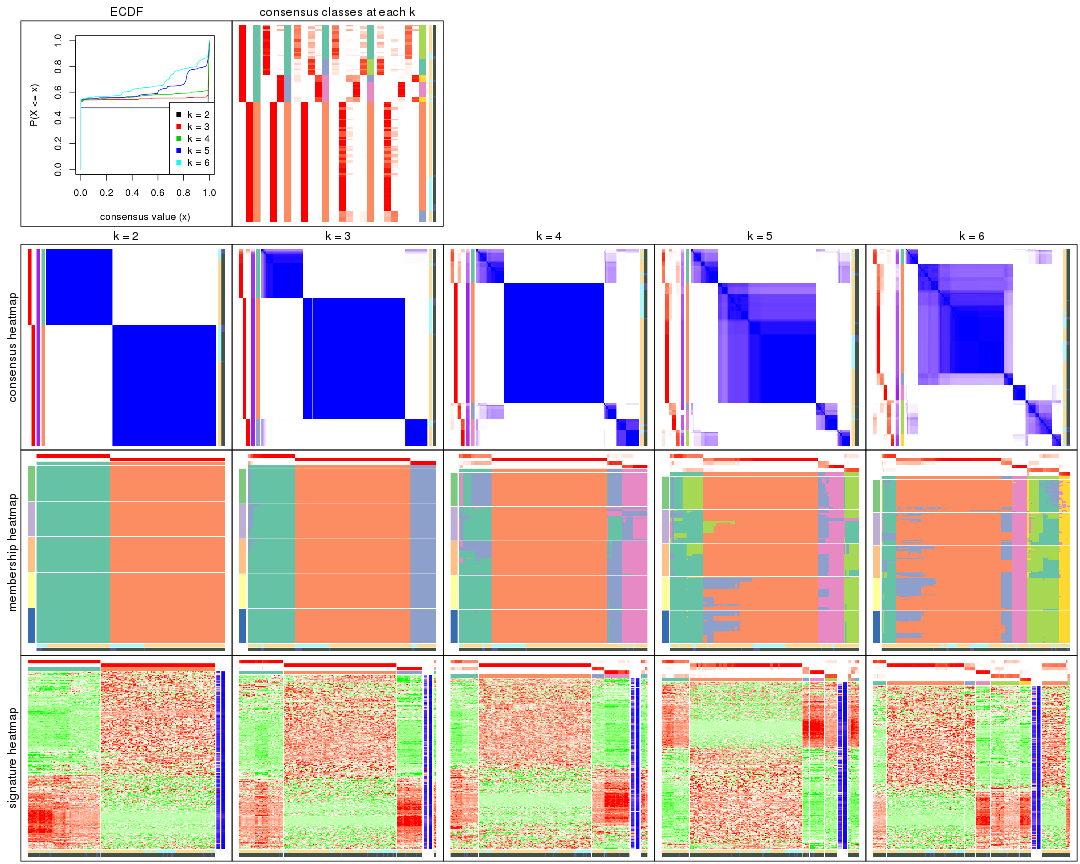 ECDF
consensus classes at each k
P(X <= x)
0.0
0.2
0.4
0.6
0.8
1.0
k = 2
k = 3
k = 4
k = 5
k = 6
0.0 0.2 0.4 0.6 0.8 1.0
consensus value (x)
k = 2
k = 3
k = 4
k = 5
k = 6
consensus heatmap
membership heatmap
signature heatmap